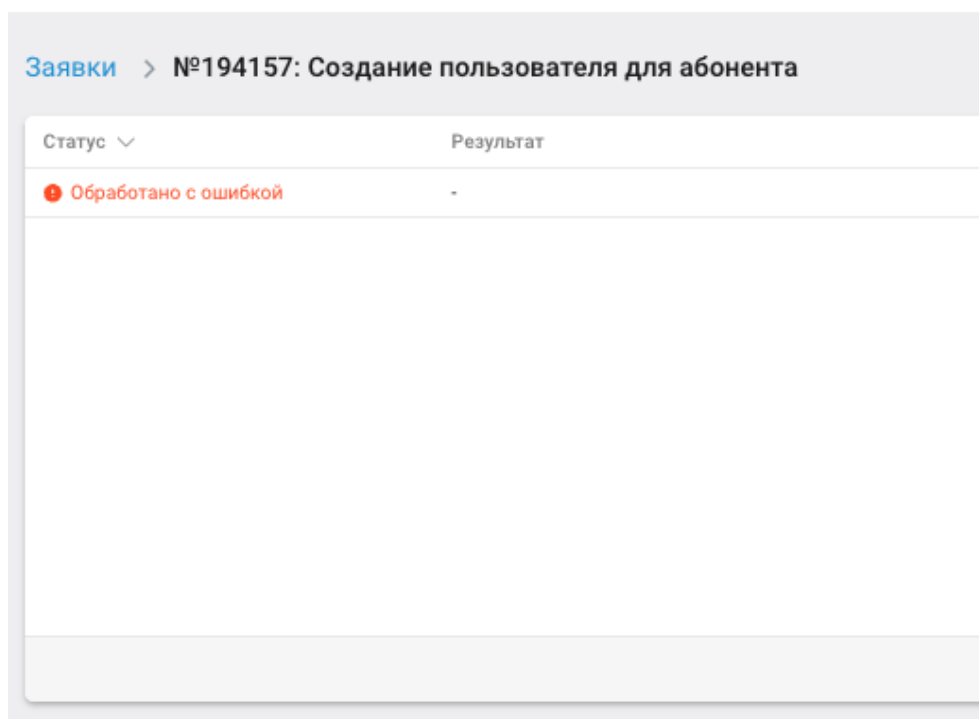 Заявки > №194157: Создание пользователя для абонента
Статус Результат
Обработано с ошибкой -